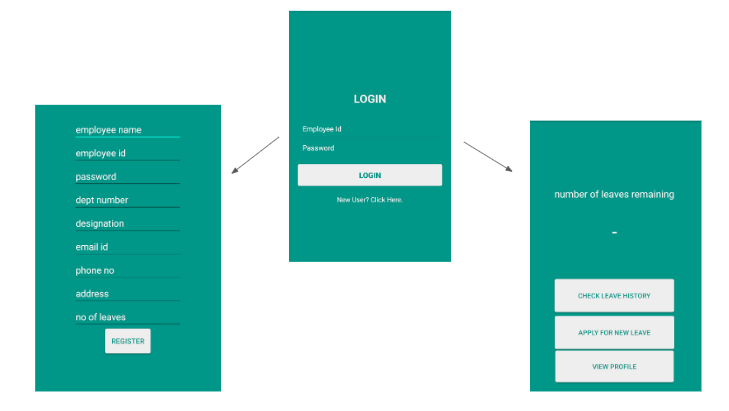 LOGIN
Employee Id
Password
LOGIN
New User? Click Here.
employee name
employee id
password
dept number
designation
email id
phone no
address
no of leaves
REGISTER
number of leaves remaining
-
CHECK LEAVE HISTORY
APPLY FOR NEW LEAVE
VIEW PROFILE